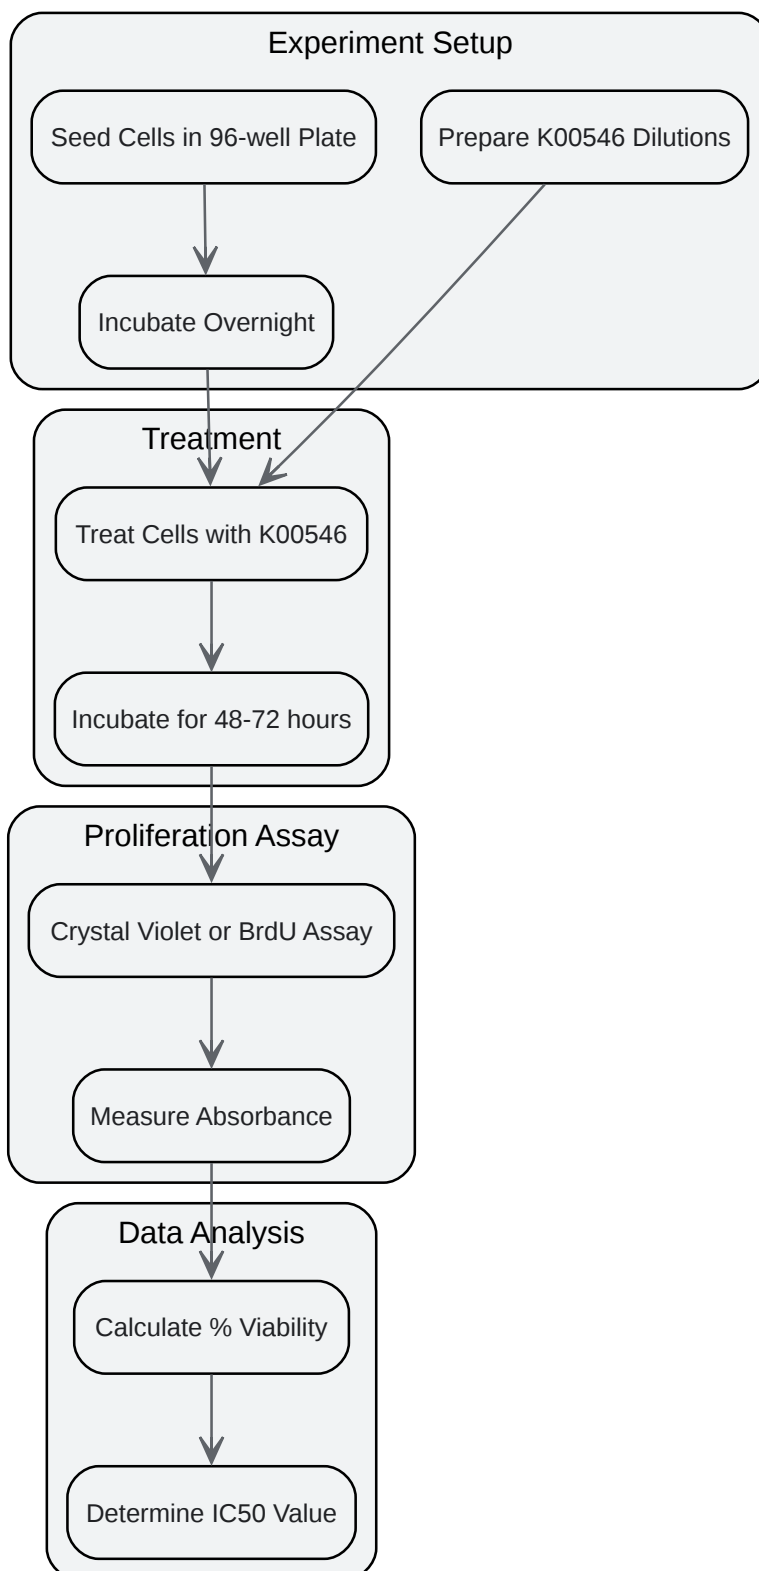 Experiment Setup
Seed Cells in 96-well Plate
Prepare K00546 Dilutions
Incubate Overnight
Treatment
Treat Cells with K00546
Incubate for 48-72 hours
Proliferation Assay
Crystal Violet or BrdU Assay
Measure Absorbance
Data Analysis
Calculate % Viability
Determine IC50 Value